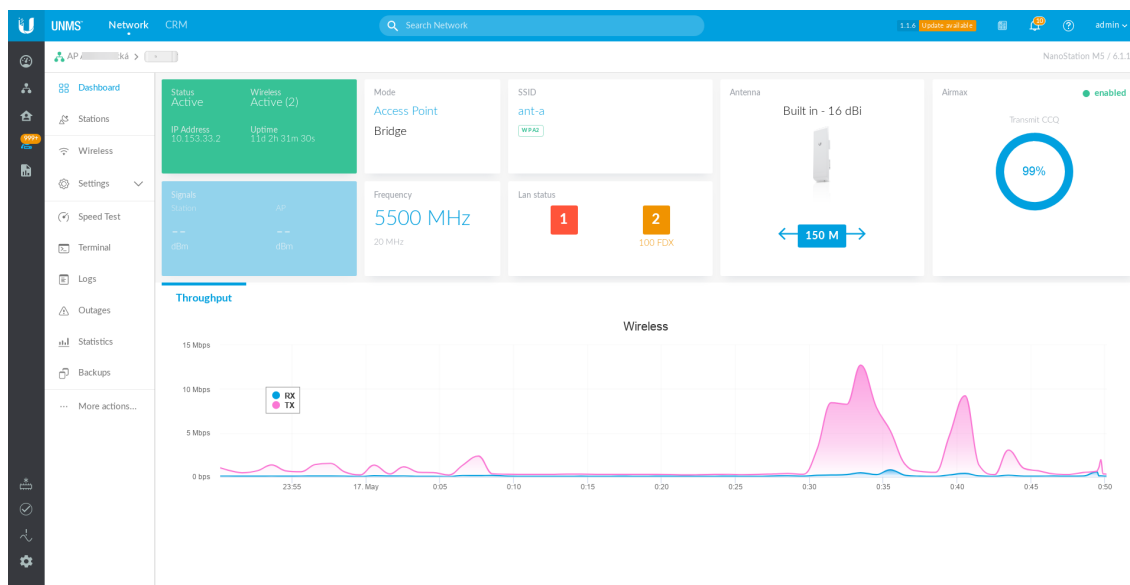 UNMS
Network
CRM
Search Network
1.1.6 Update available
10
admin
AP
ká >
NanoStation M5 / 6.1.1
999+
Dashboard
Stations
Wireless
Settings
Speed Test
Terminal
Logs
Outages
Statistics
Backups
More actions...
Status
Active
Wireless
Active (2)
IP Address
10.153.33.2
Uptime
11d 2h 31m 30s
Mode
Access Point
Bridge
SSID
ant-a
WPA2
Antenna
Built in - 16 dBi
150 M
Airmax
enabled
Transmit CCQ
99%
Signals
Station
AP
--
--
dBm
dBm
Frequency
5500 MHz
20 MHz
Lan status
1
2
100 FDX
Throughput
Wireless
15 Mbps
10 Mbps
5 Mbps
0 bps
RX
TX
23:55
17. May
0:05
0:10
0:15
0:20
0:25
0:30
0:35
0:40
0:45
0:50